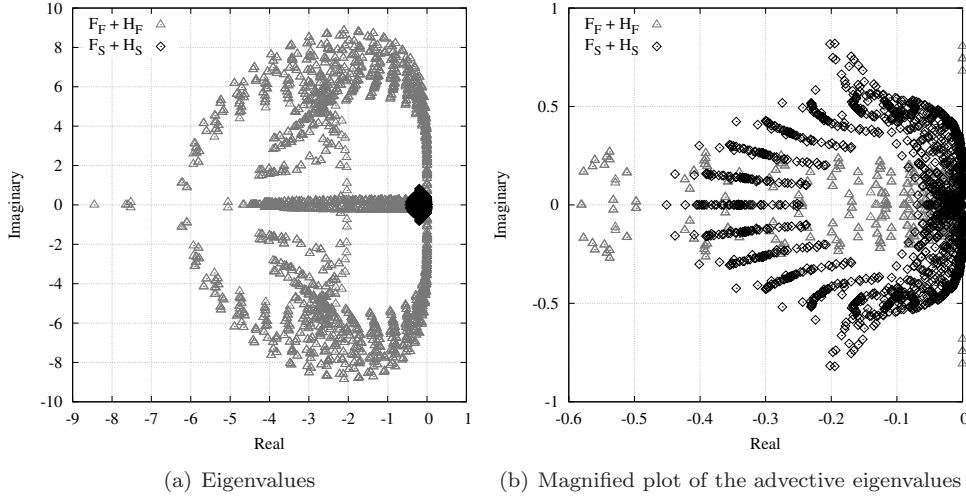 10
8
6
4
2
0
-2
-4
-6
-8
-10
Imaginary
F_F + H_F
F_S + H_S
-9 -8 -7 -6 -5 -4 -3 -2 -1 0 1
Real
(a) Eigenvalues
1
0.5
0
-0.5
-1
Imaginary
F_F + H_F
F_S + H_S
-0.6 -0.5 -0.4 -0.3 -0.2 -0.1 0
Real
(b) Magnified plot of the advective eigenvalues